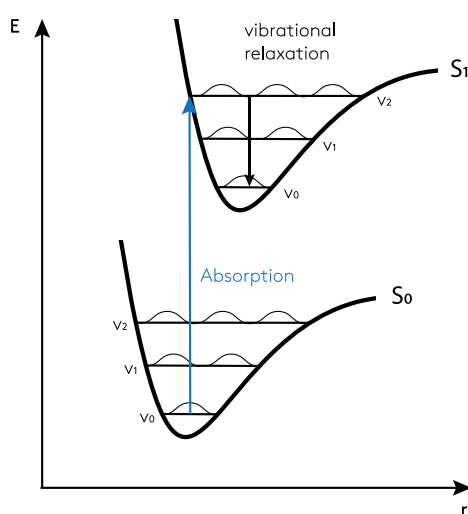 E
vibrational
relaxation
S₁
v₂
v₁
v₀
Absorption
S₀
v₂
v₁
v₀
r